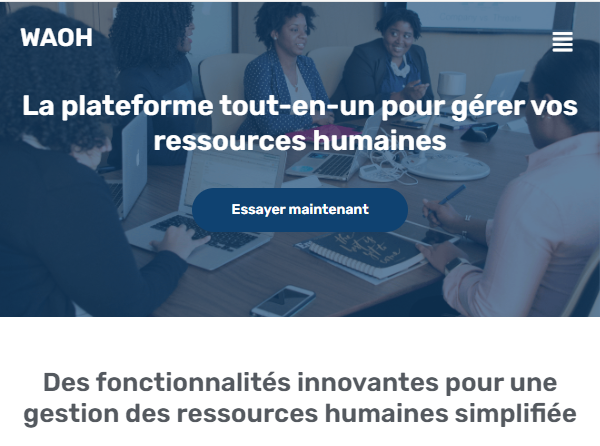 WAOH
La plateforme tout-en-un pour gérer vos
ressources humaines
Essayer maintenant
Des fonctionnalités innovantes pour une
gestion des ressources humaines simplifiée